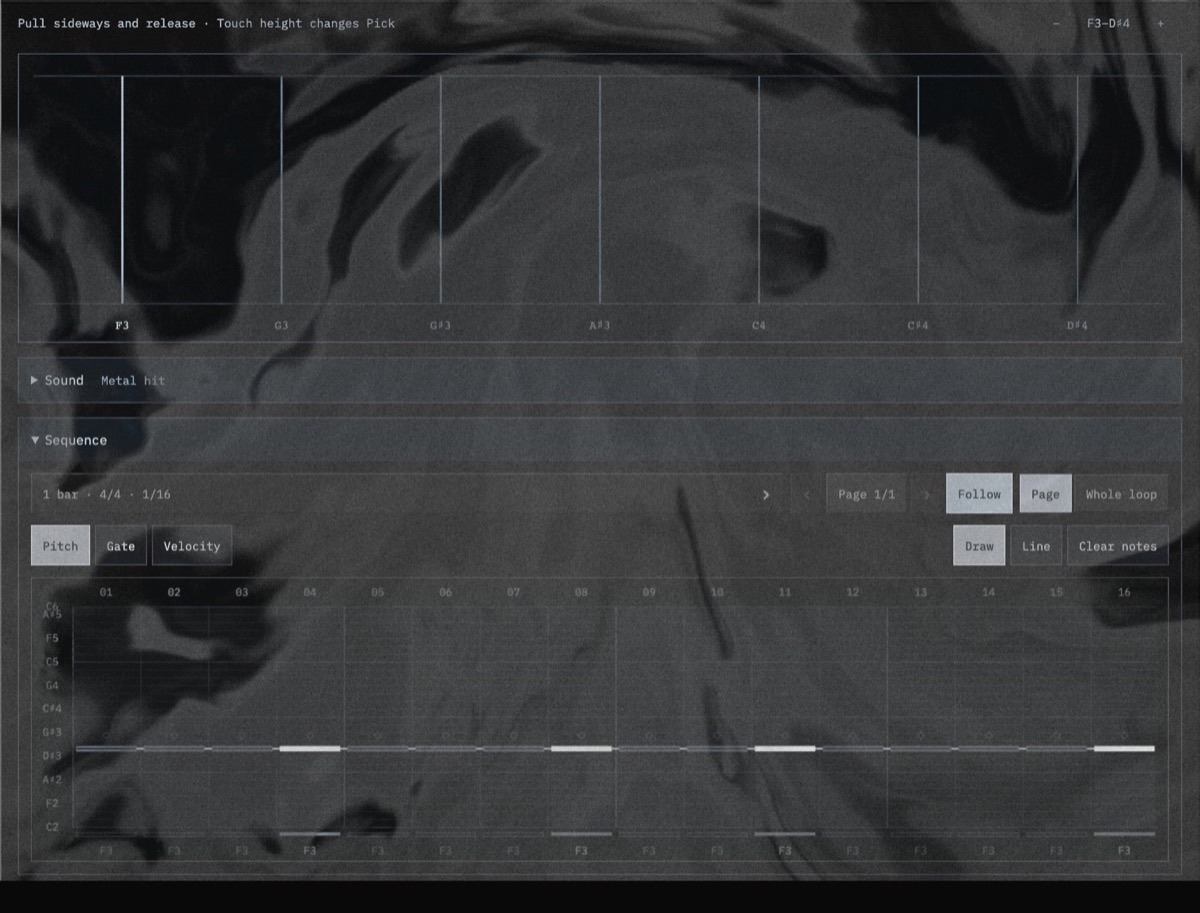 Pull sideways and release · Touch height changes Pick
− F3–D♯4 +
F3 G3 G♯3 A♯3 C4 C♯4 D♯4
▶ Sound Metal hit
▼ Sequence
1 bar · 4/4 · 1/16 › ‹ Page 1/1 › Follow Page Whole loop
Pitch Gate Velocity Draw Line Clear notes
01 02 03 04 05 06 07 08 09 10 11 12 13 14 15 16
C6
A♯5
F5
C5
G4
C♯4
G♯3
D♯3
A♯2
F2
C2
F3 F3 F3 F3 F3 F3 F3 F3 F3 F3 F3 F3 F3 F3 F3 F3